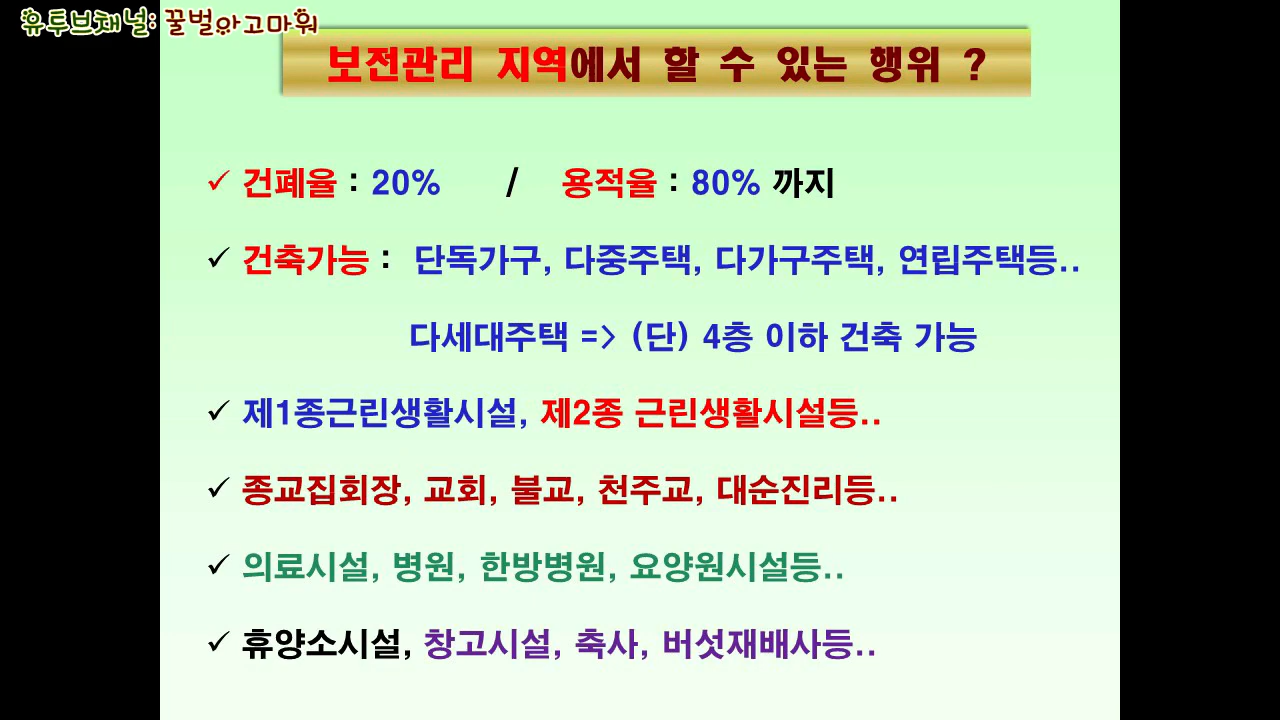 유투브채널: 꿀벌아고마워
보전관리 지역에서 할 수 있는 행위 ?
✓ 건폐율 : 20% / 용적율 : 80% 까지
✓ 건축가능 : 단독가구, 다중주택, 다가구주택, 연립주택등..
다세대주택 => (단) 4층 이하 건축 가능
✓ 제1종근린생활시설, 제2종 근린생활시설등..
✓ 종교집회장, 교회, 불교, 천주교, 대순진리등..
✓ 의료시설, 병원, 한방병원, 요양원시설등..
✓ 휴양소시설, 창고시설, 축사, 버섯재배사등..